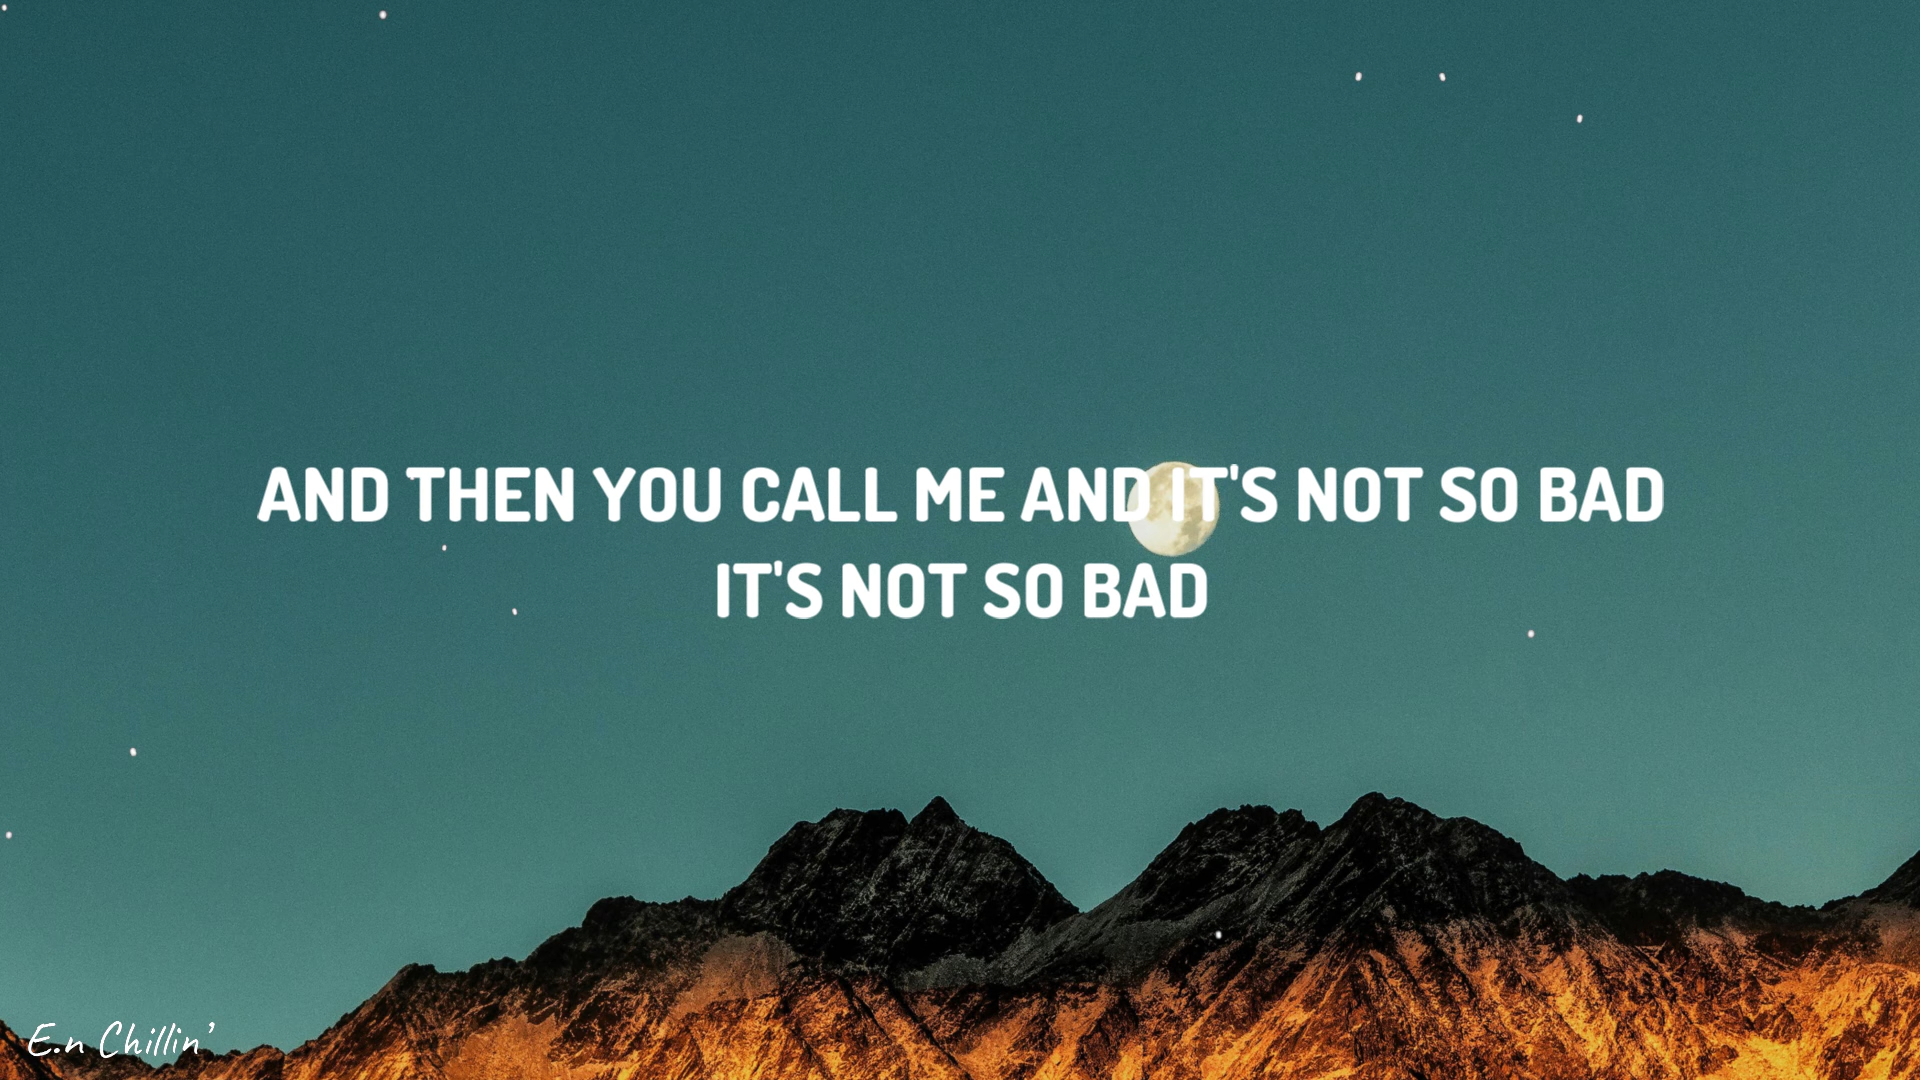 AND THEN YOU CALL ME AND IT'S NOT SO BAD
IT'S NOT SO BAD
E.n Chillin'